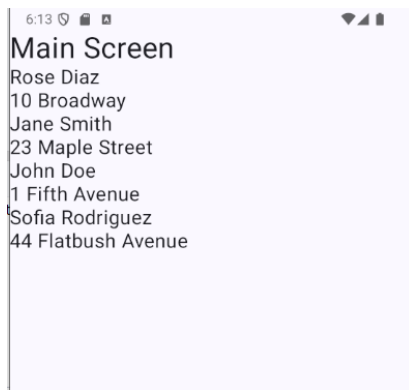 6:13
Main Screen
Rose Diaz
10 Broadway
Jane Smith
23 Maple Street
John Doe
1 Fifth Avenue
Sofia Rodriguez
44 Flatbush Avenue